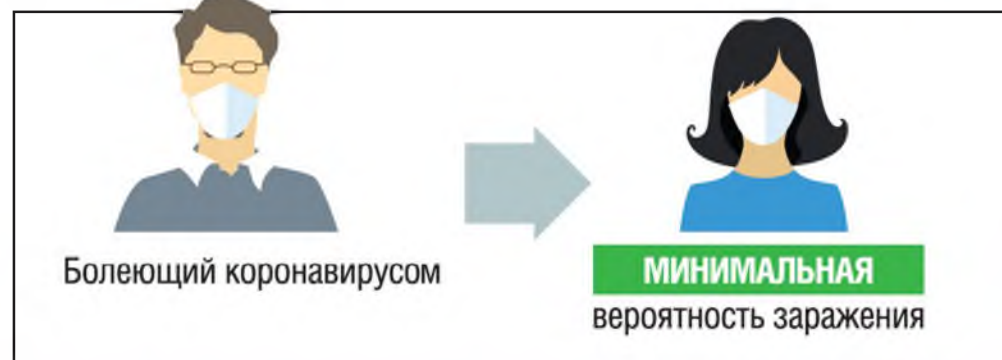 Болеющий коронавирусом
МИНИМАЛЬНАЯ
вероятность заражения